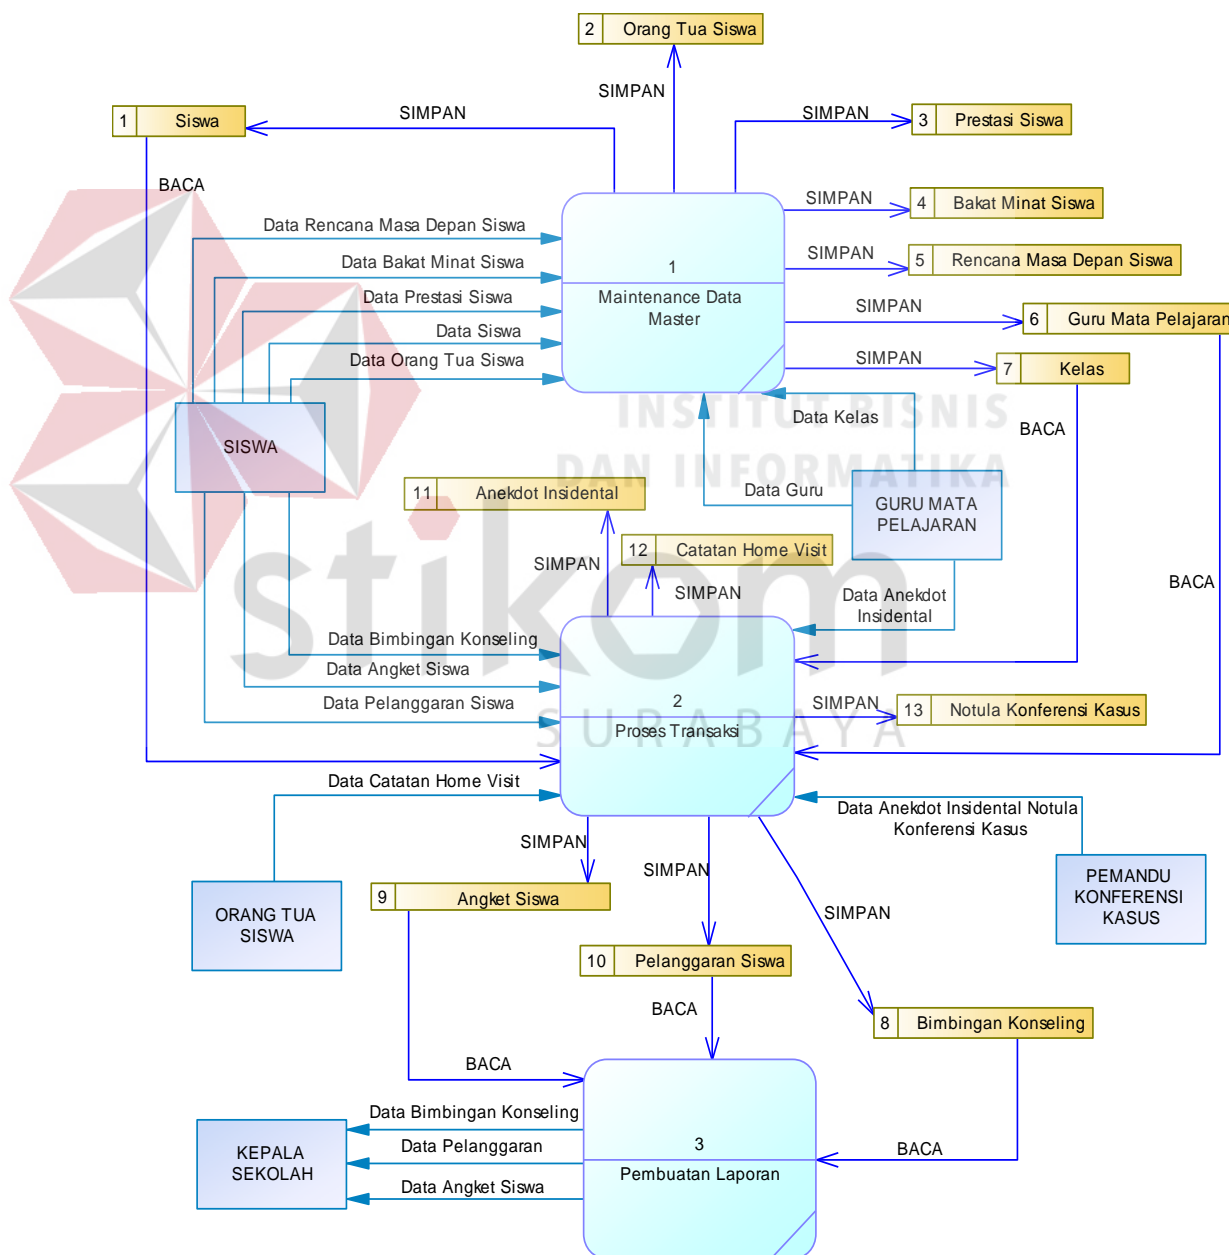 2 Orang Tua Siswa
SIMPAN
1 Siswa
SIMPAN
SIMPAN
3 Prestasi Siswa
BACA
SIMPAN
4 Bakat Minat Siswa
Data Rencana Masa Depan Siswa
SIMPAN
5 Rencana Masa Depan Siswa
Data Bakat Minat Siswa
1
Maintenance Data
Master
Data Prestasi Siswa
SIMPAN
6 Guru Mata Pelajaran
Data Siswa
Data Orang Tua Siswa
SIMPAN
7 Kelas
INSTITUT BISNIS
DAN INFORMATIKA
Data Kelas
BACA
SISWA
Data Guru
GURU MATA
PELAJARAN
11 Anekdot Insidental
SIMPAN
12 Catatan Home Visit
SIMPAN
BACA
stikom
SURABAYA
Data Anekdot
Insidental
Data Bimbingan Konseling
Data Angket Siswa
Data Pelanggaran Siswa
2
Proses Transaksi
SIMPAN
13 Notula Konferensi Kasus
Data Catatan Home Visit
Data Anekdot Insidental Notula
Konferensi Kasus
SIMPAN
SIMPAN
SIMPAN
ORANG TUA
SISWA
PEMANDU
KONFERENSI
KASUS
9 Angket Siswa
10 Pelanggaran Siswa
BACA
8 Bimbingan Konseling
BACA
Data Bimbingan Konseling
Data Pelanggaran
Data Angket Siswa
KEPALA
SEKOLAH
3
Pembuatan Laporan
BACA